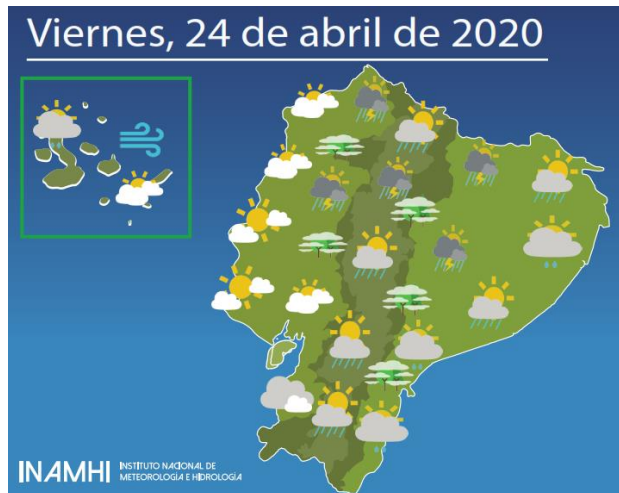 Viernes, 24 de abril de 2020
INAMHI
INSTITUTO NACIONAL DE
METEOROLOGÍA E HIDROLOGÍA